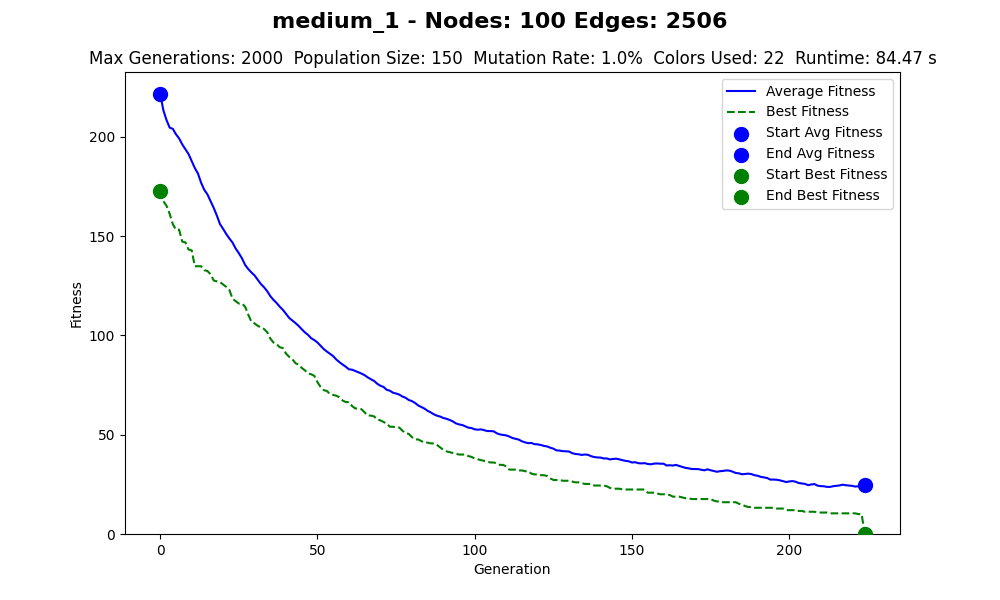 medium_1 - Nodes: 100 Edges: 2506
Max Generations: 2000  Population Size: 150  Mutation Rate: 1.0%  Colors Used: 22  Runtime: 84.47 s
Average Fitness
Best Fitness
Start Avg Fitness
End Avg Fitness
Start Best Fitness
End Best Fitness
Fitness
200
150
100
50
0
0 50 100 150 200
Generation